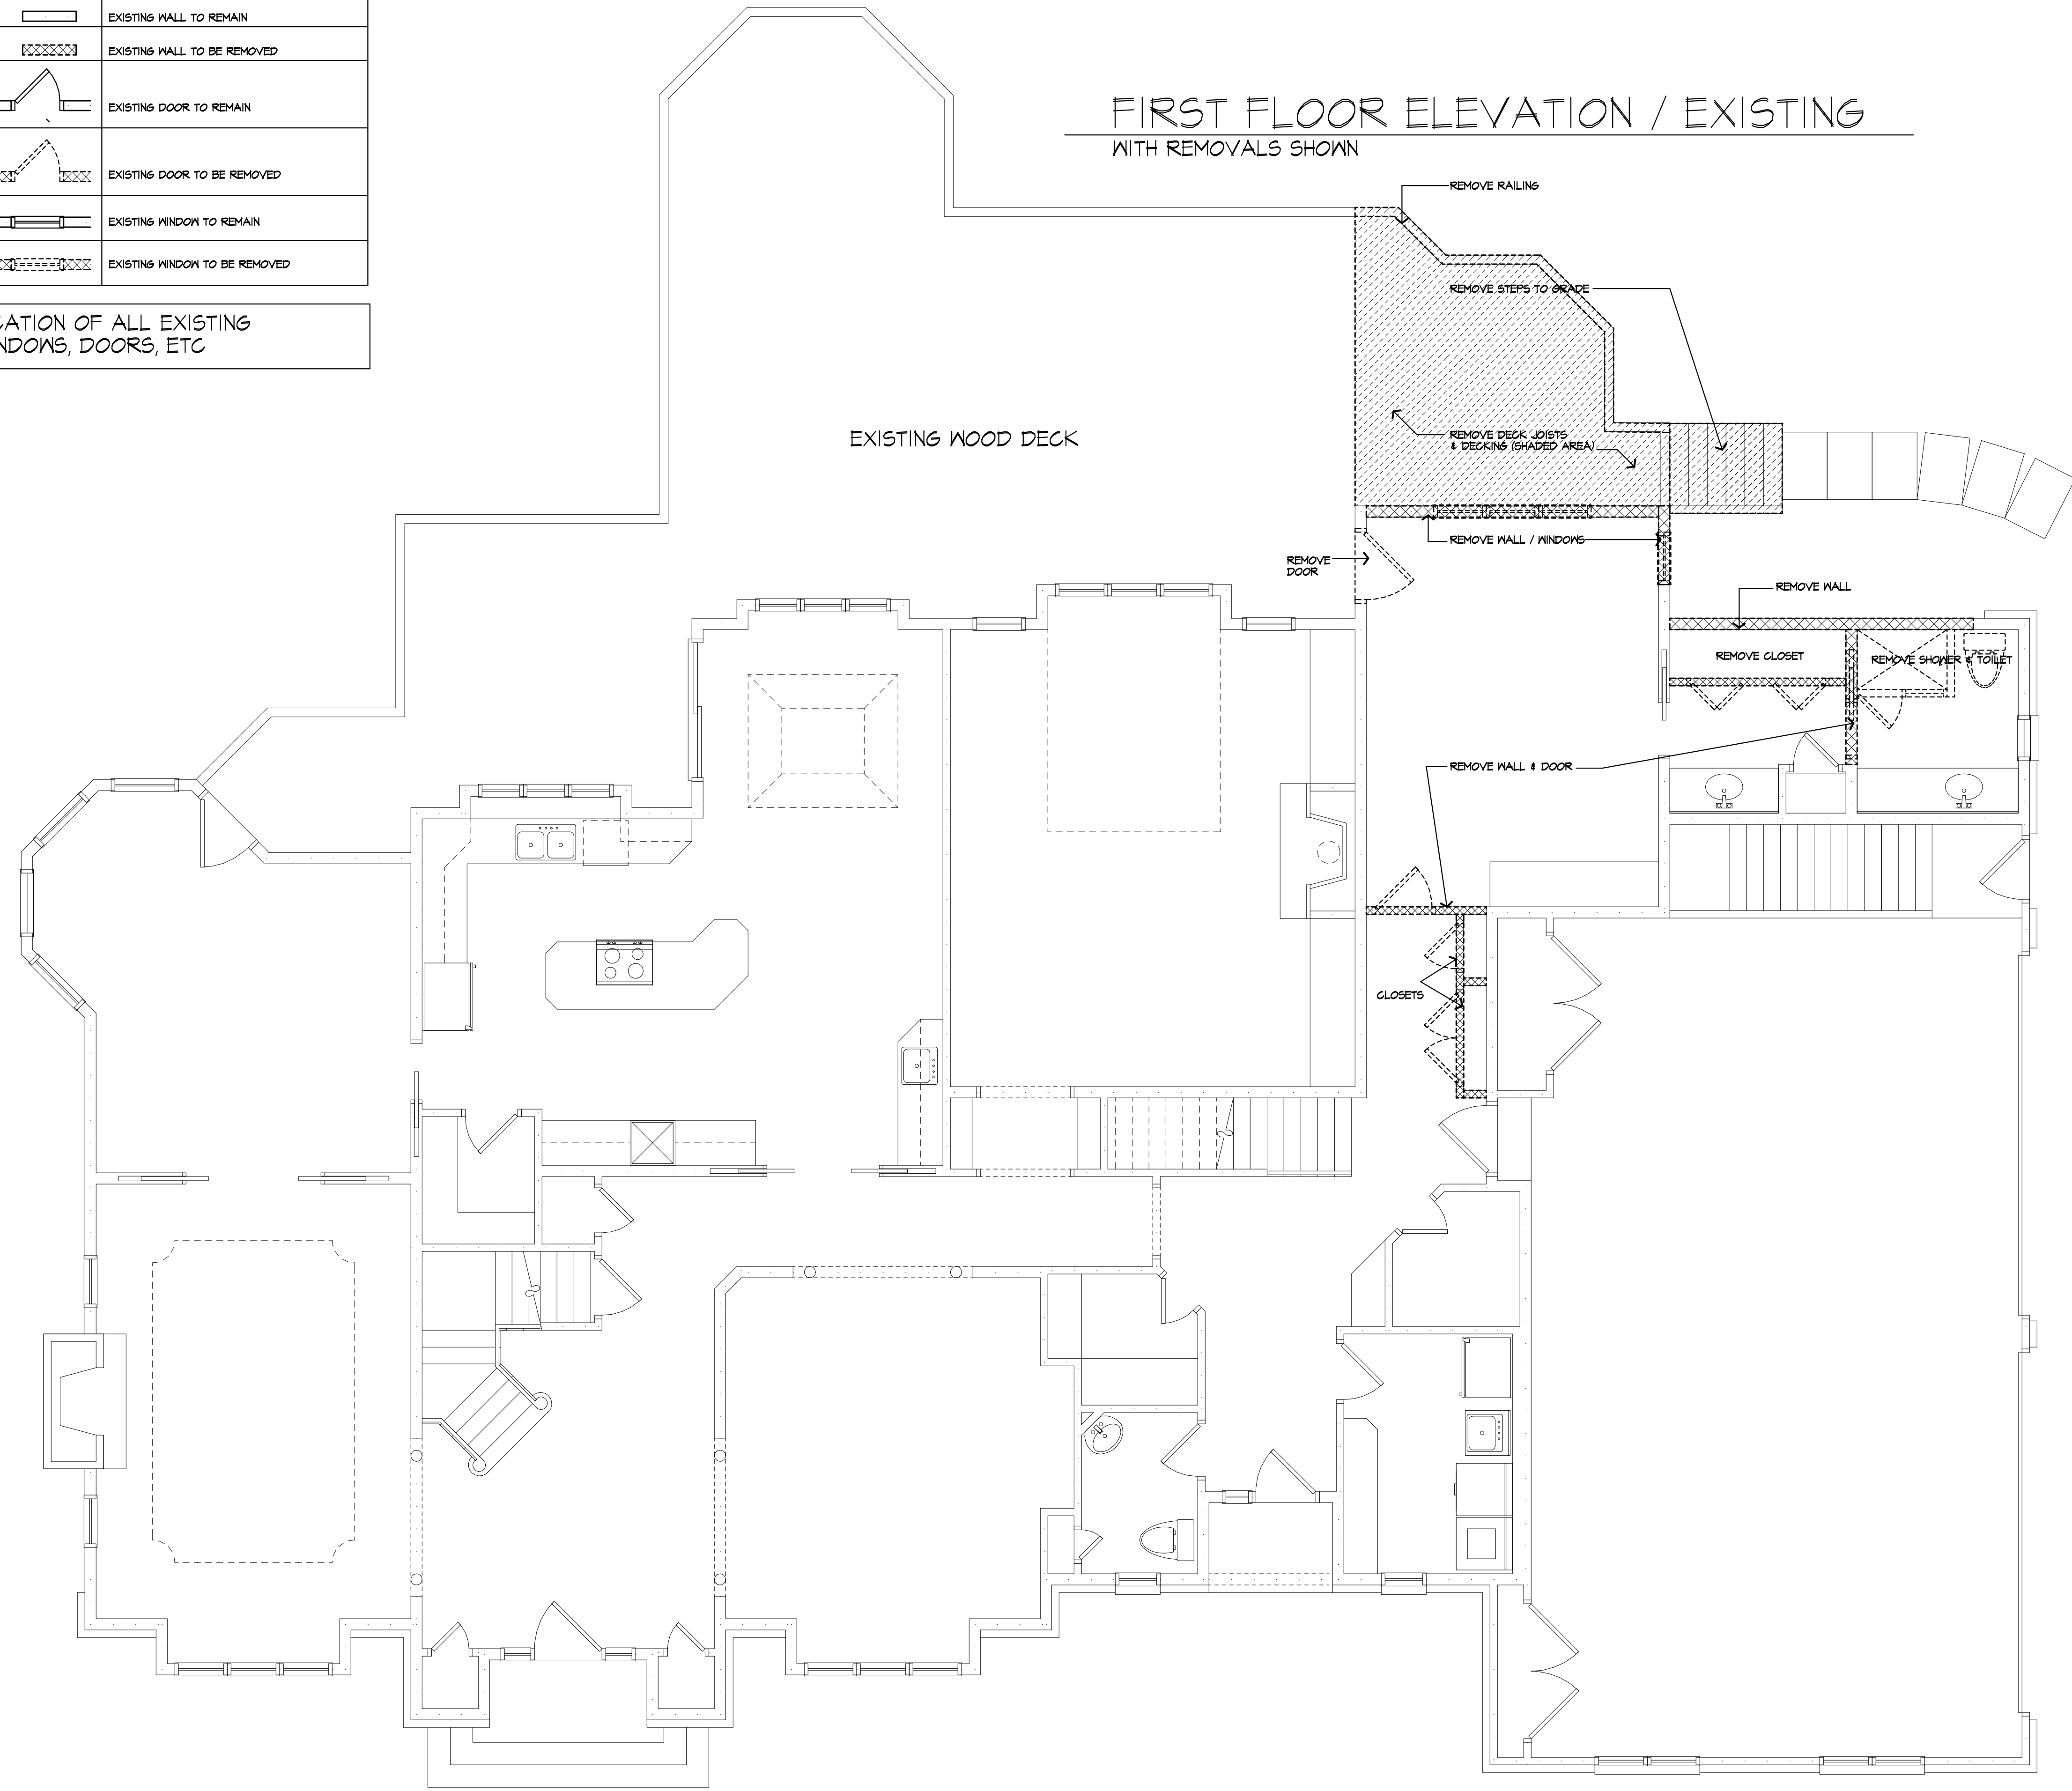 EXISTING WALL TO REMAIN
EXISTING WALL TO BE REMOVED
EXISTING DOOR TO REMAIN
EXISTING DOOR TO BE REMOVED
EXISTING WINDOW TO REMAIN
EXISTING WINDOW TO BE REMOVED
OF ALL EXISTING
DOORS, ETC
FIRST FLOOR ELEVATION / EXISTING
WITH REMOVALS SHOWN
REMOVE RAILING
REMOVE STEPS TO GRADE
EXISTING WOOD DECK
REMOVE DECK JOISTS
& DECKING (SHADED AREA)
REMOVE WALL / WINDOWS
REMOVE
DOOR
REMOVE WALL
REMOVE CLOSET
REMOVE SHOWER & TOILET
REMOVE WALL & DOOR
CLOSETS